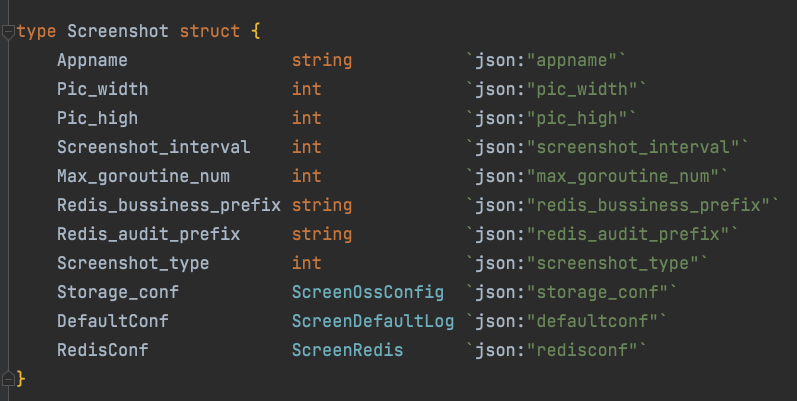 type Screenshot struct {
Appname string `json:"appname"`
Pic_width int `json:"pic_width"`
Pic_high int `json:"pic_high"`
Screenshot_interval int `json:"screenshot_interval"`
Max_goroutine_num int `json:"max_goroutine_num"`
Redis_bussiness_prefix string `json:"redis_bussiness_prefix"`
Redis_audit_prefix string `json:"redis_audit_prefix"`
Screenshot_type int `json:"screenshot_type"`
Storage_conf ScreenOssConfig `json:"storage_conf"`
DefaultConf ScreenDefaultLog `json:"defaultconf"`
RedisConf ScreenRedis `json:"redisconf"`
}